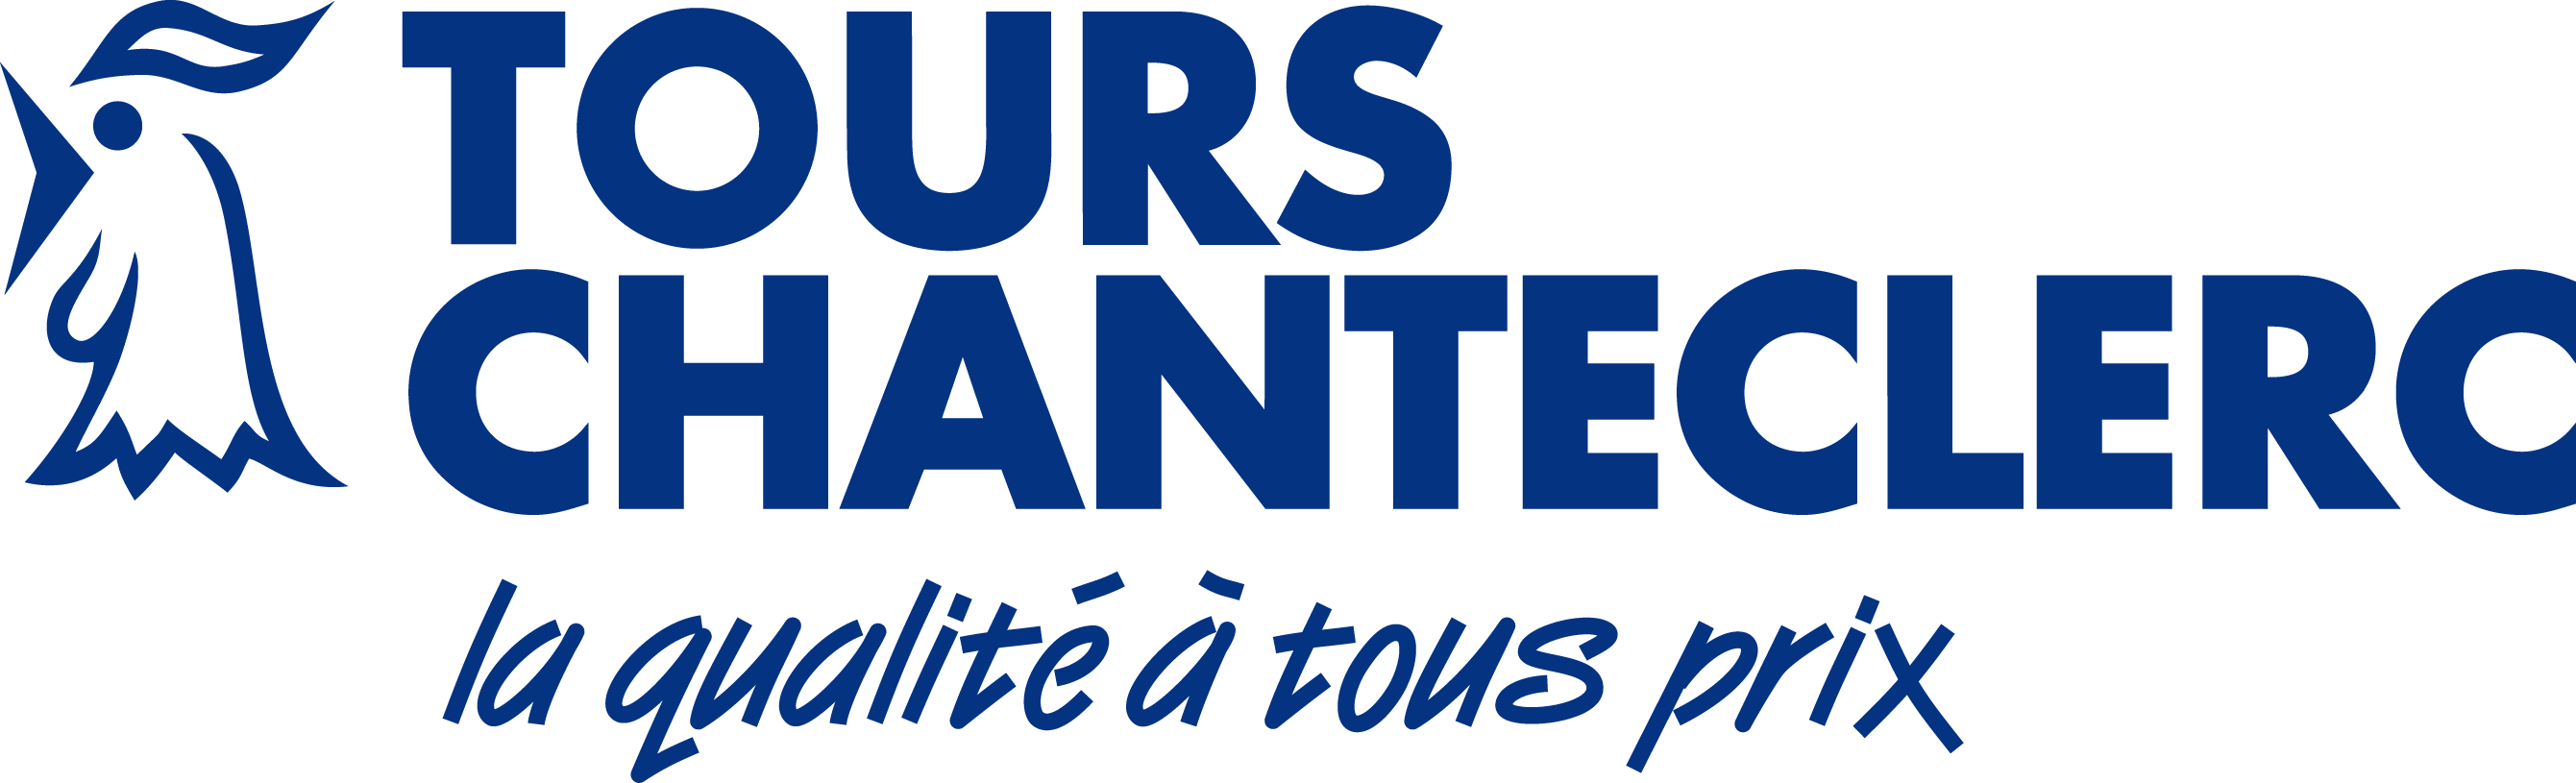 TOURS
CHANTECLERC
la qualité à tous prix